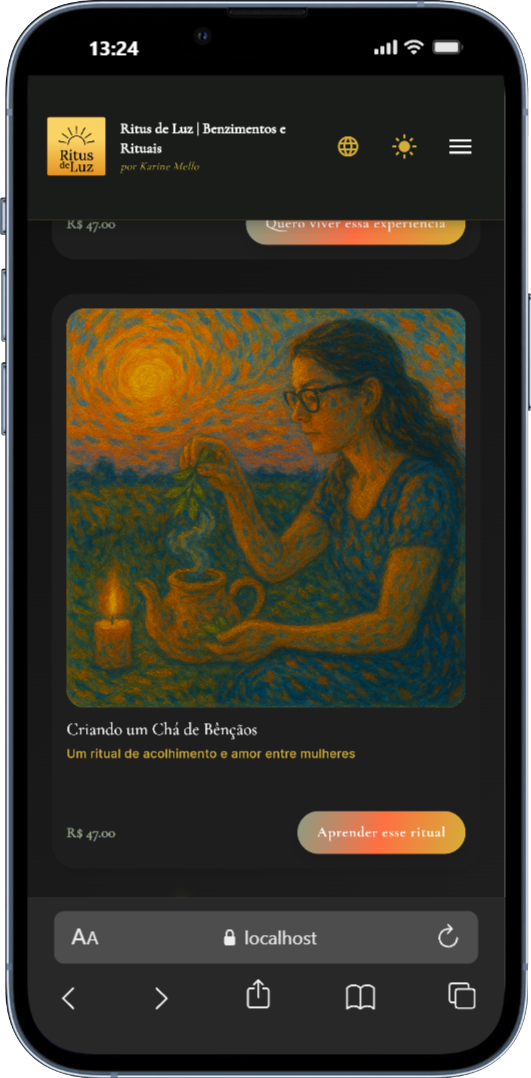 13:24
Ritus
de Luz
Ritus de Luz | Benzimentos e
Rituais
por Karine Mello
R$ 47.00
Quero viver essa experiência
Criando um Chá de Bênçãos
Um ritual de acolhimento e amor entre mulheres
R$ 47.00
Aprender esse ritual
AA
localhost